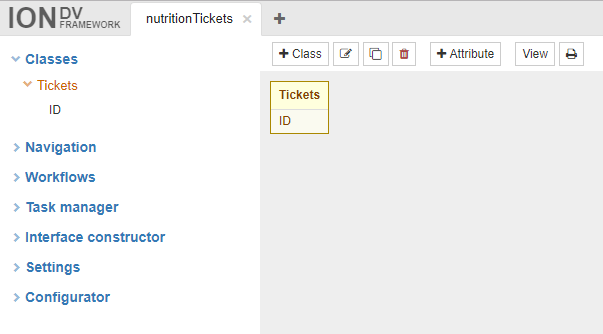 ION DV FRAMEWORK
nutritionTickets
Class
Attribute
View
Classes
Tickets
ID
Navigation
Workflows
Task manager
Interface constructor
Settings
Configurator
Tickets
ID